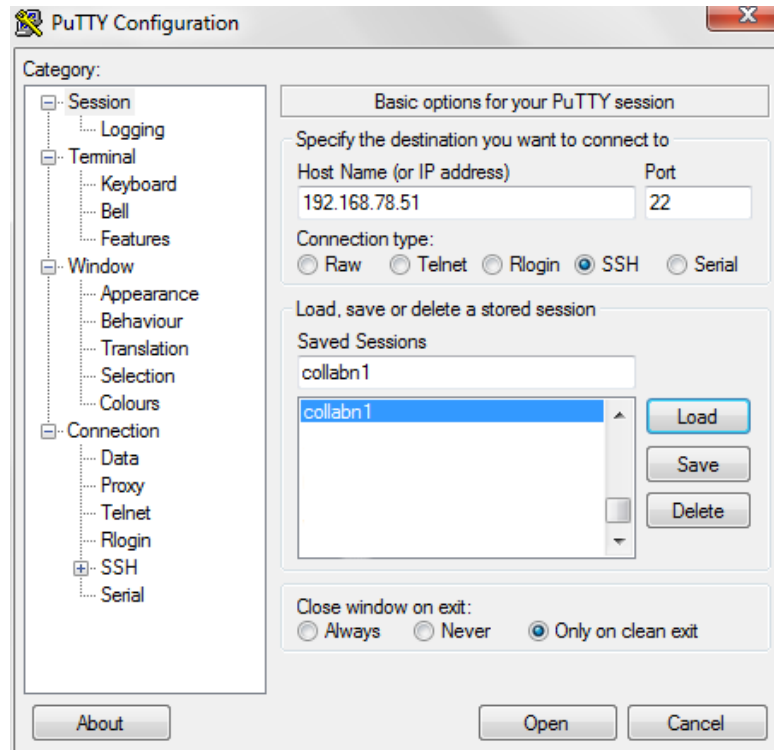 PuTTY Configuration
Category:
Session
Logging
Terminal
Keyboard
Bell
Features
Window
Appearance
Behaviour
Translation
Selection
Colours
Connection
Data
Proxy
Telnet
Rlogin
SSH
Serial
Basic options for your PuTTY session
Specify the destination you want to connect to
Host Name (or IP address) Port
192.168.78.51 22
Connection type:
Raw Telnet Rlogin SSH Serial
Load, save or delete a stored session
Saved Sessions
collabn1
collabn1
Load
Save
Delete
Close window on exit:
Always Never Only on clean exit
About Open Cancel